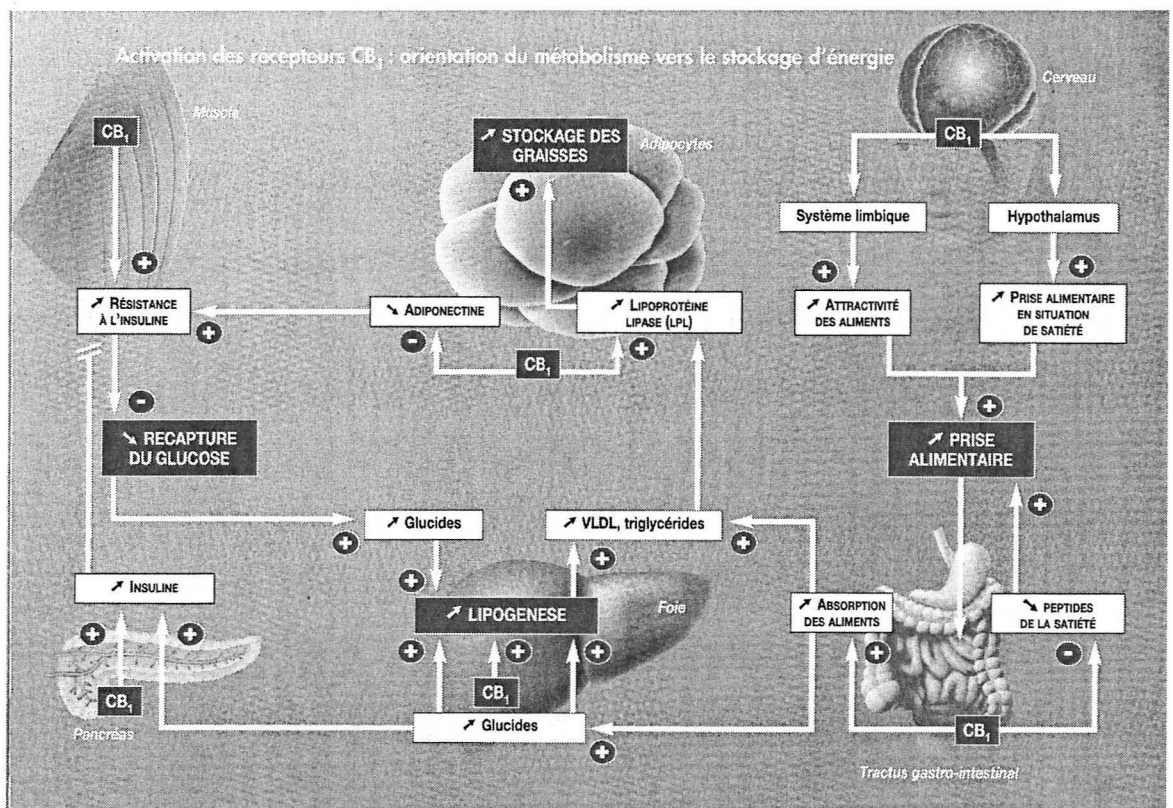 Activation des récepteurs CB₁ : orientation du métabolisme vers le stockage d'énergie
Cerveau
Muscle
CB₁
↗ STOCKAGE DES
GRAISSES
Adipocytes
+
CB₁
Système limbique
Hypothalamus
+
+
+
↗ RÉSISTANCE
À L'INSULINE
+
↘ ADIPONECTINE
-
↗ LIPOPROTÉINE
LIPASE (LPL)
+
CB₁
↗ ATTRACTIVITÉ
DES ALIMENTS
↗ PRISE ALIMENTAIRE
EN SITUATION
DE SATIÉTÉ
-
+
↘ RECAPTURE
DU GLUCOSE
↗ PRISE
ALIMENTAIRE
+
↗ Glucides
+
↗ VLDL, triglycérides
+
+
+
↗ INSULINE
+
+
↗ LIPOGENESE
Foie
+
+
+
↗ ABSORPTION
DES ALIMENTS
+
↘ PEPTIDES
DE LA SATIÉTÉ
-
CB₁
Pancréas
CB₁
↗ Glucides
+
CB₁
Tractus gastro-intestinal